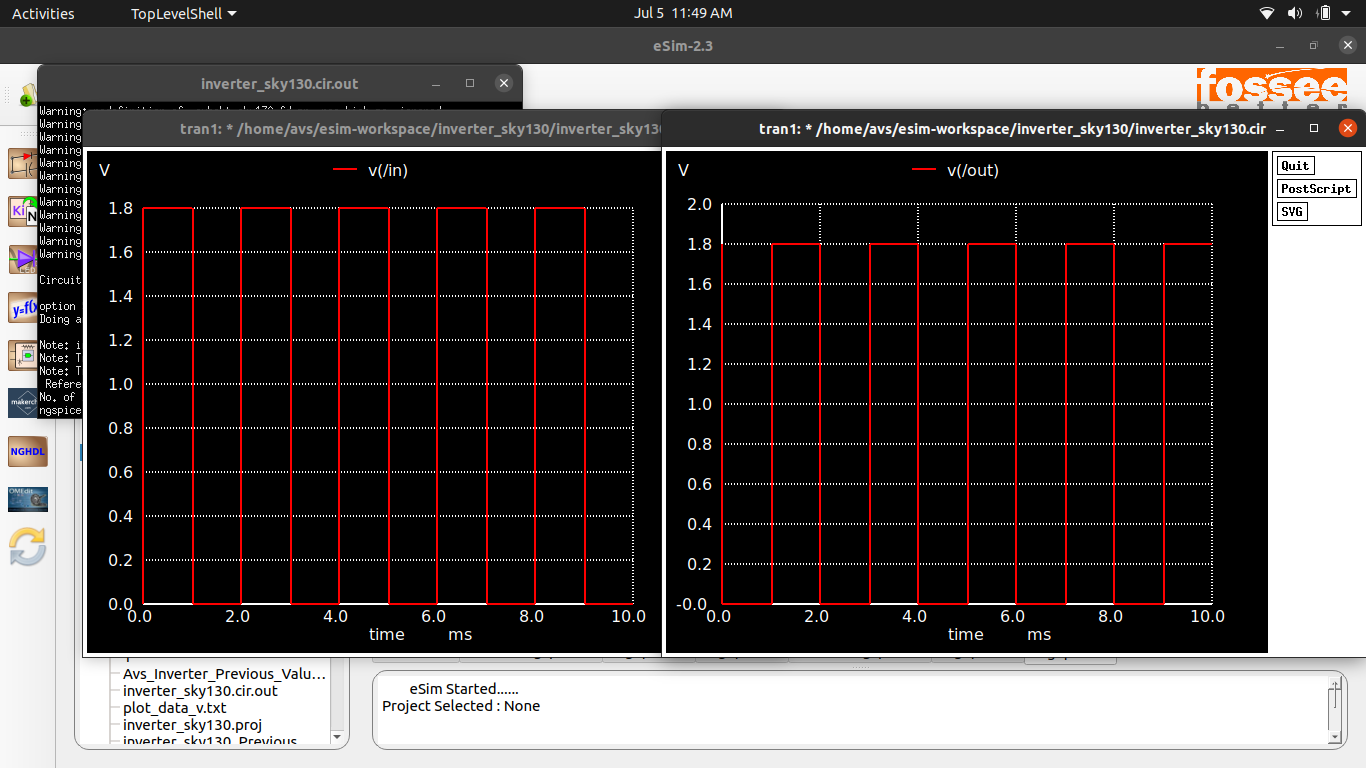 Activities
TopLevelShell
Jul 5 11:49 AM
eSim-2.3
fossee
inverter_sky130.cir.out
Warning:
Warning
Warning
Warning
Warning
Warning
Warning
Warning
Warning
Warning
Warning
Warning
Circuit
option
Doing a
Note: i
Note: T
Note: T
Refere
No. of
ngspice
NGHDL
tran1: * /home/avs/esim-workspace/inverter_sky130/inverter_sky130
V
v(/in)
1.8
1.6
1.4
1.2
1.0
0.8
0.6
0.4
0.2
0.0
0.0 2.0 4.0 6.0 8.0 10.0
time ms
tran1: * /home/avs/esim-workspace/inverter_sky130/inverter_sky130.cir
V
v(/out)
2.0
1.8
1.6
1.4
1.2
1.0
0.8
0.6
0.4
0.2
-0.0
0.0 2.0 4.0 6.0 8.0 10.0
time ms
Quit
PostScript
SVG
Avs_Inverter_Previous_Valu...
inverter_sky130.cir.out
plot_data_v.txt
inverter_sky130.proj
inverter_sky130_Previous
eSim Started......
Project Selected : None